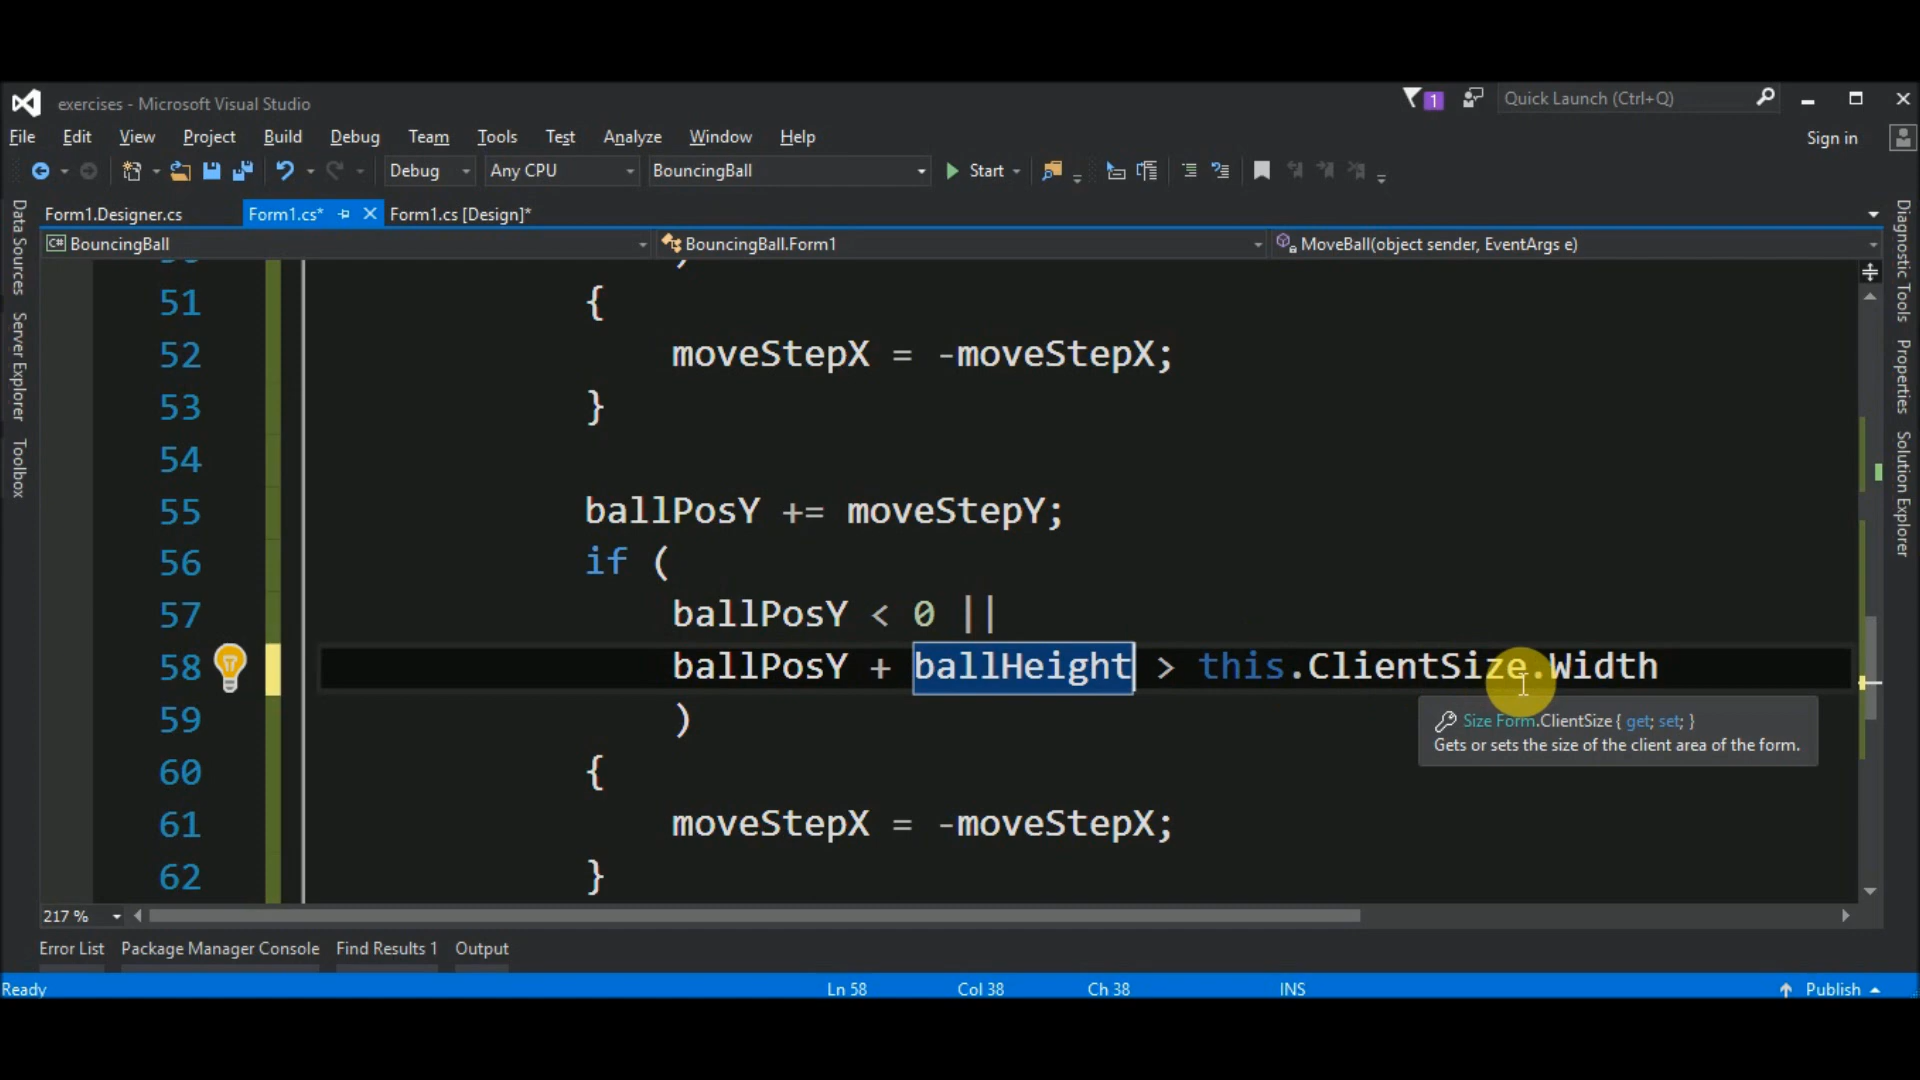 exercises - Microsoft Visual Studio
1
Quick Launch (Ctrl+Q)
File Edit View Project Build Debug Team Tools Test Analyze Window Help
Sign in
Debug Any CPU BouncingBall Start
Form1.Designer.cs Form1.cs* Form1.cs [Design]*
C# BouncingBall BouncingBall.Form1 MoveBall(object sender, EventArgs e)
Data Sources
Server Explorer
Toolbox
51 {
52 moveStepX = -moveStepX;
53 }
54
55 ballPosY += moveStepY;
56 if (
57 ballPosY < 0 ||
58 ballPosY + ballHeight > this.ClientSize.Width
59 )
Size Form.ClientSize { get; set; }
Gets or sets the size of the client area of the form.
60 {
61 moveStepX = -moveStepX;
62 }
Diagnostic Tools
Properties
Solution Explorer
217 %
Error List Package Manager Console Find Results 1 Output
Ready Ln 58 Col 38 Ch 38 INS Publish